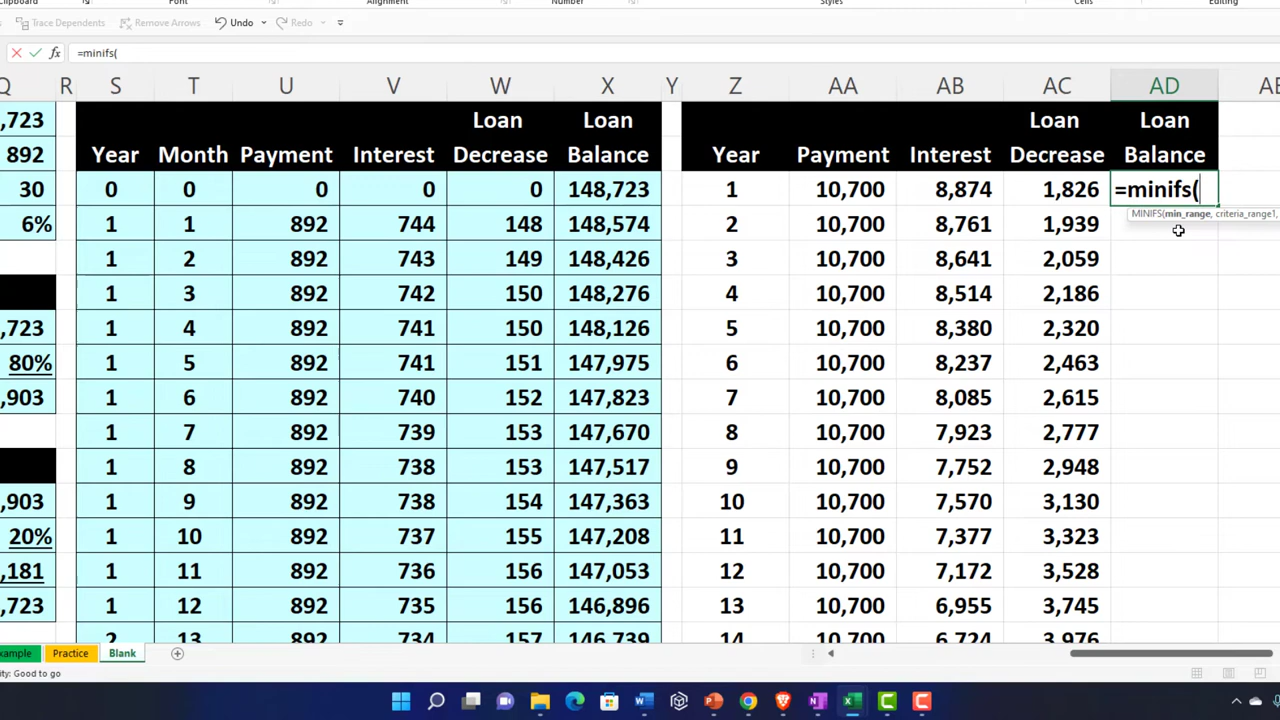 Clipboard Font Alignment Number Styles Cells Editing
Trace Dependents Remove Arrows Undo Redo
=minifs(
Q R S T U V W X Y Z AA AB AC AD AE
,723 Loan Loan Loan Loan
892 Year Month Payment Interest Decrease Balance Year Payment Interest Decrease Balance
30 0 0 0 0 0 148,723 1 10,700 8,874 1,826 =minifs(
MINIFS(min_range, criteria_range1,
6% 1 1 892 744 148 148,574 2 10,700 8,761 1,939
1 2 892 743 149 148,426 3 10,700 8,641 2,059
1 3 892 742 150 148,276 4 10,700 8,514 2,186
,723 1 4 892 741 150 148,126 5 10,700 8,380 2,320
80% 1 5 892 741 151 147,975 6 10,700 8,237 2,463
,903 1 6 892 740 152 147,823 7 10,700 8,085 2,615
1 7 892 739 153 147,670 8 10,700 7,923 2,777
1 8 892 738 153 147,517 9 10,700 7,752 2,948
,903 1 9 892 738 154 147,363 10 10,700 7,570 3,130
20% 1 10 892 737 155 147,208 11 10,700 7,377 3,323
,181 1 11 892 736 156 147,053 12 10,700 7,172 3,528
,723 1 12 892 735 156 146,896 13 10,700 6,955 3,745
2 13 892 734 157 146,739 14 10,700 6,724 3,976
xample Practice Blank
ity: Good to go